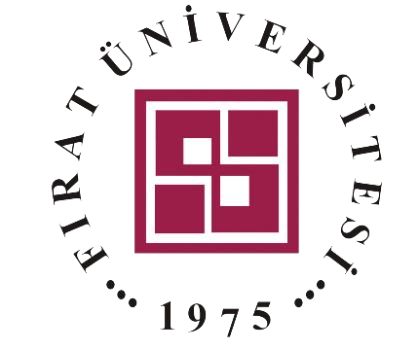 FIRAT ÜNİVERSİTESİ
... 1975 ...